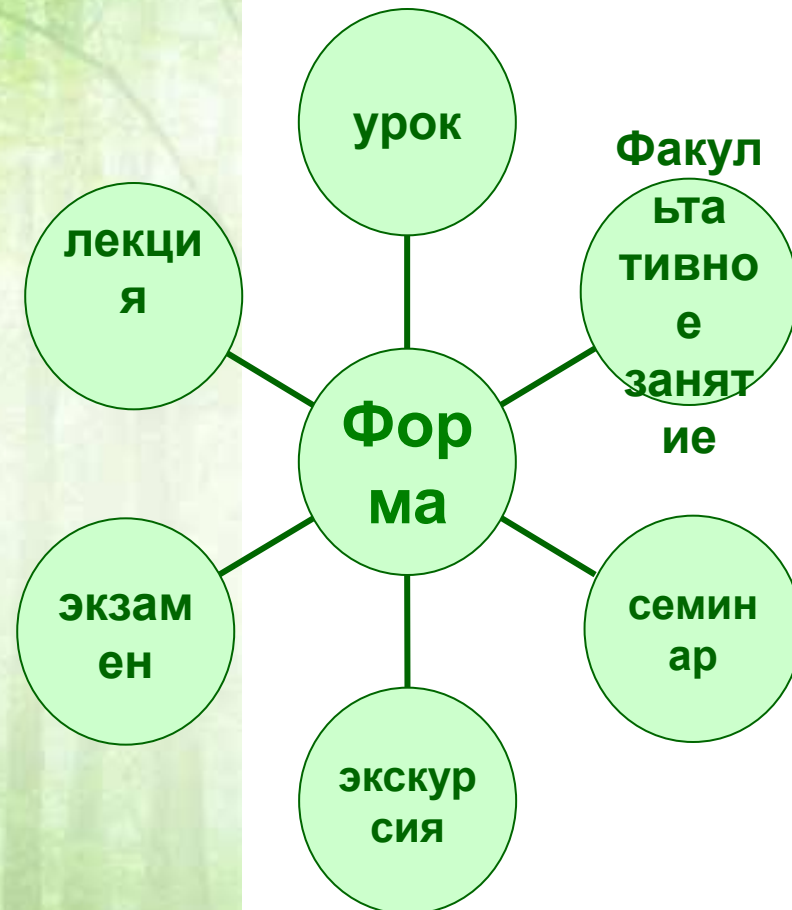 урок
Факул
ьта
тивно
е
занят
ие
лекци
я
Фор
ма
экзам
ен
семин
ар
экскур
сия